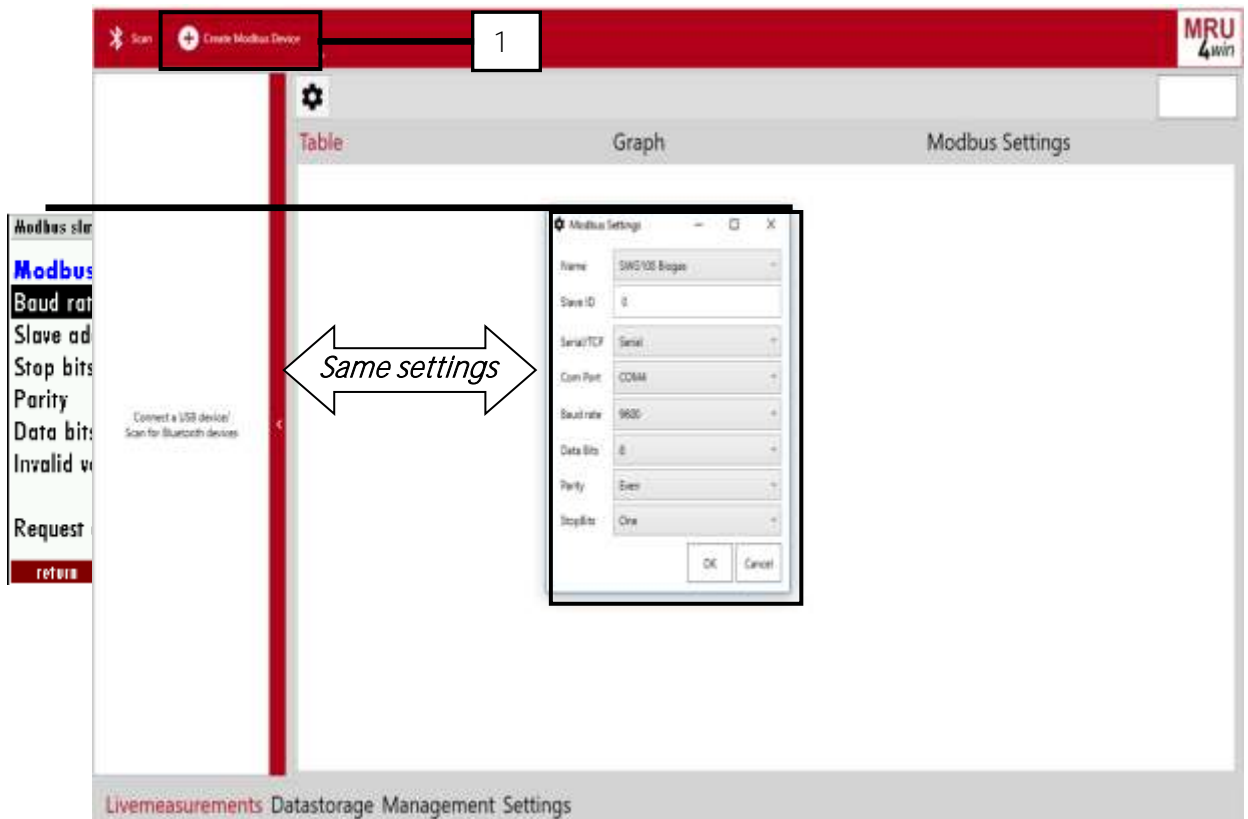 Scan
Create Modbus Device
1
MRU
4win
Table Graph Modbus Settings
Modbus
Baud rat
Slave ad
Stop bits
Parity
Data bit
Invalid v
Request
return
Connect a USB device/
Scan for Bluetooth devices
Same settings
Modbus Settings
Name SWG100 Biogas
Slave ID 0
Serial/TCP Serial
Com Port COM4
Baud rate 9600
Data Bits 8
Parity Even
StopBits One
OK Cancel
Livemeasurements Datastorage Management Settings